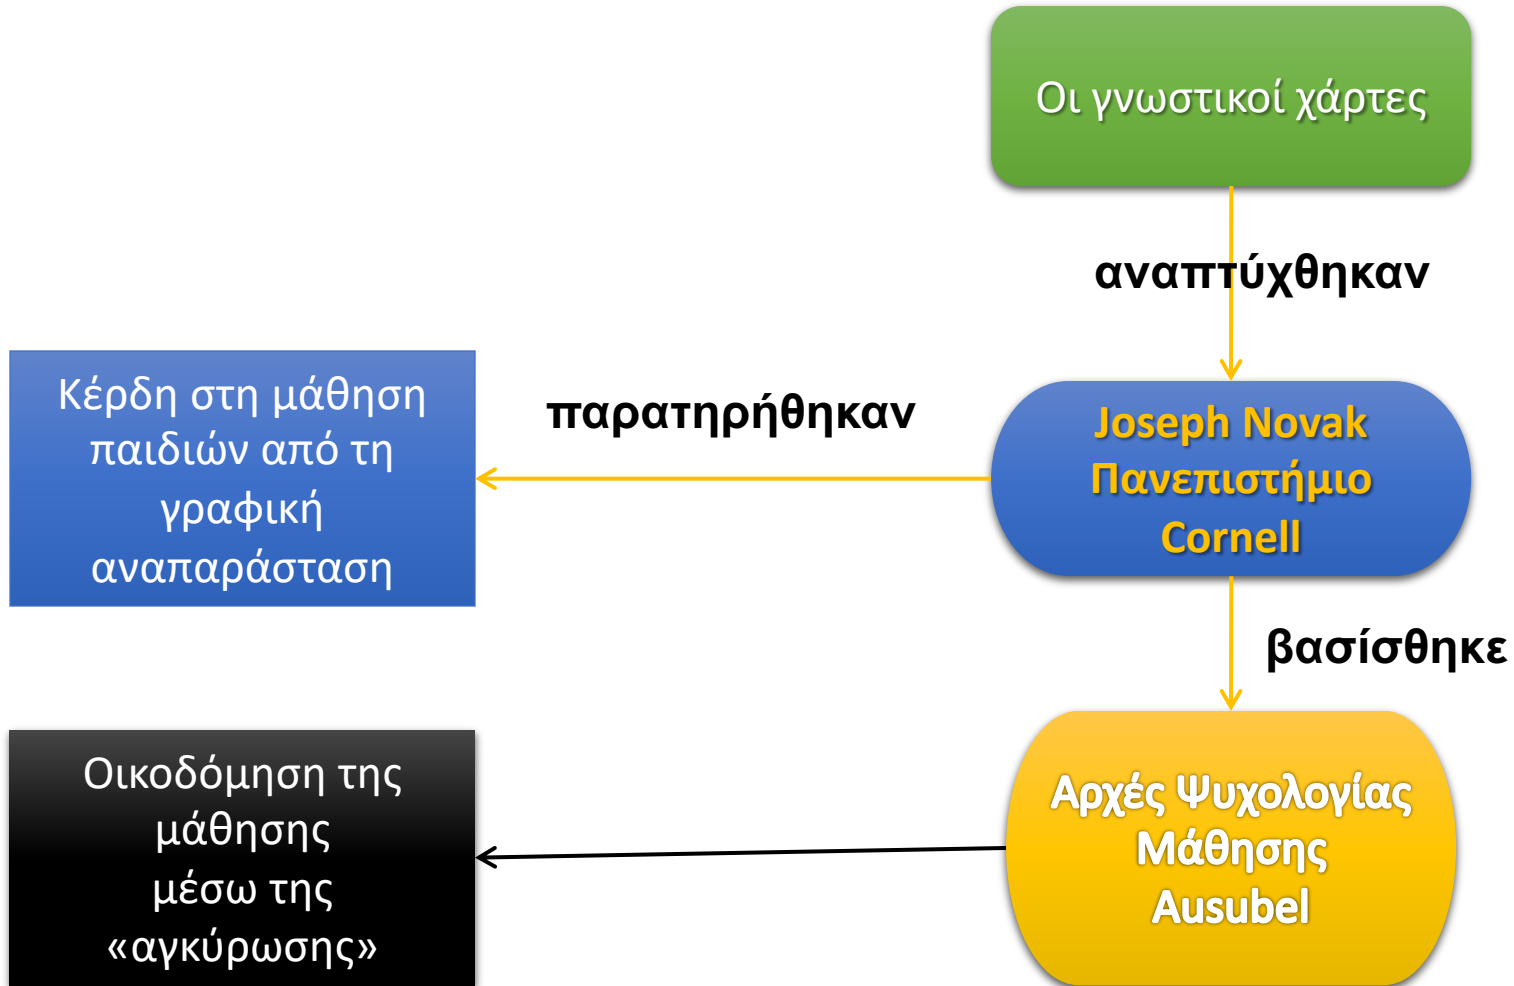 Οι γνωστικοί χάρτες
αναπτύχθηκαν
Κέρδη στη μάθηση
παιδιών από τη
γραφική
αναπαράσταση
παρατηρήθηκαν
Joseph Novak
Πανεπιστήμιο
Cornell
βασίσθηκε
Οικοδόμηση της
μάθησης
μέσω της
«αγκύρωσης»
Αρχές Ψυχολογίας
Μάθησης
Ausubel